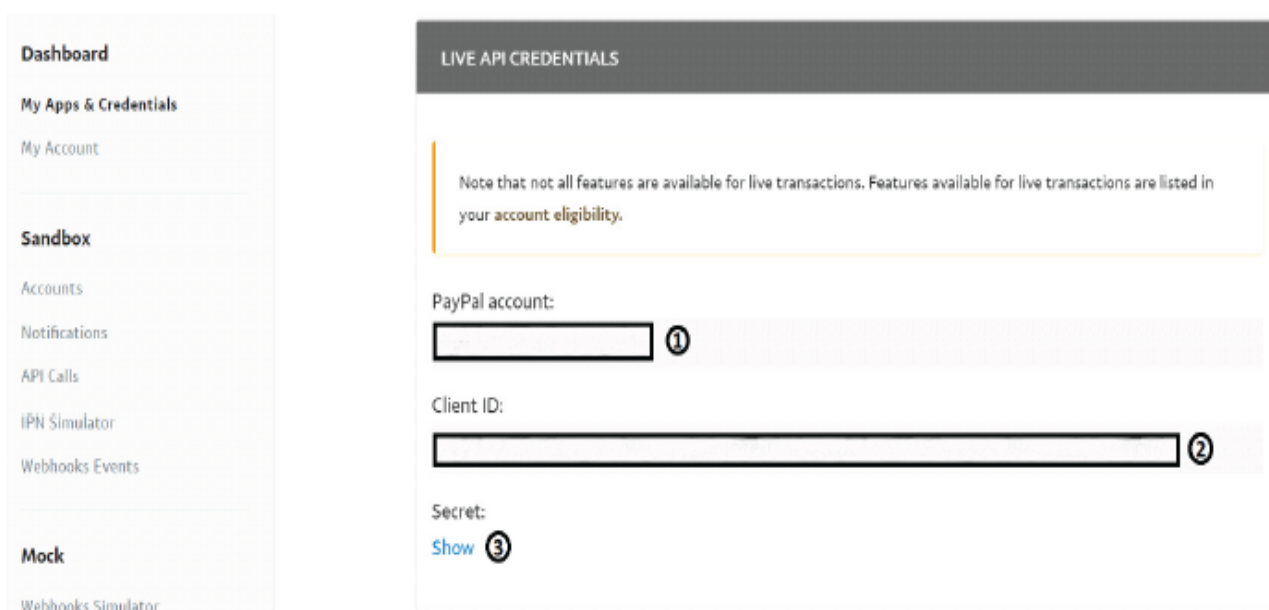 Dashboard
My Apps & Credentials
My Account
Sandbox
Accounts
Notifications
API Calls
IPN Simulator
Webhooks Events
Mock
Webhooks Simulator
LIVE API CREDENTIALS
Note that not all features are available for live transactions. Features available for live transactions are listed in
your account eligibility.
PayPal account:
1
Client ID:
2
Secret:
Show 3